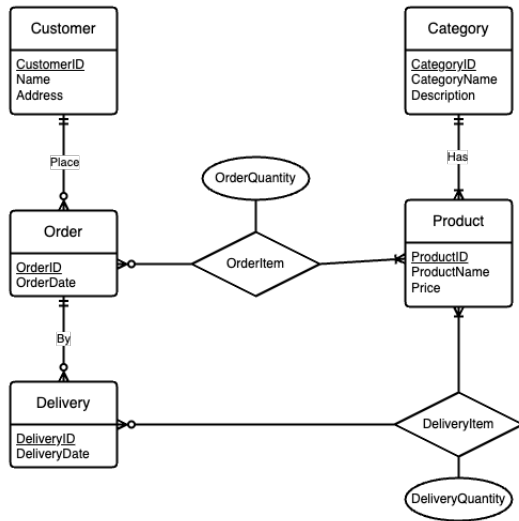 Customer
CustomerID
Name
Address
Category
CategoryID
CategoryName
Description
Place
Has
OrderQuantity
Order
OrderID
OrderDate
OrderItem
Product
ProductID
ProductName
Price
By
Delivery
DeliveryID
DeliveryDate
DeliveryItem
DeliveryQuantity